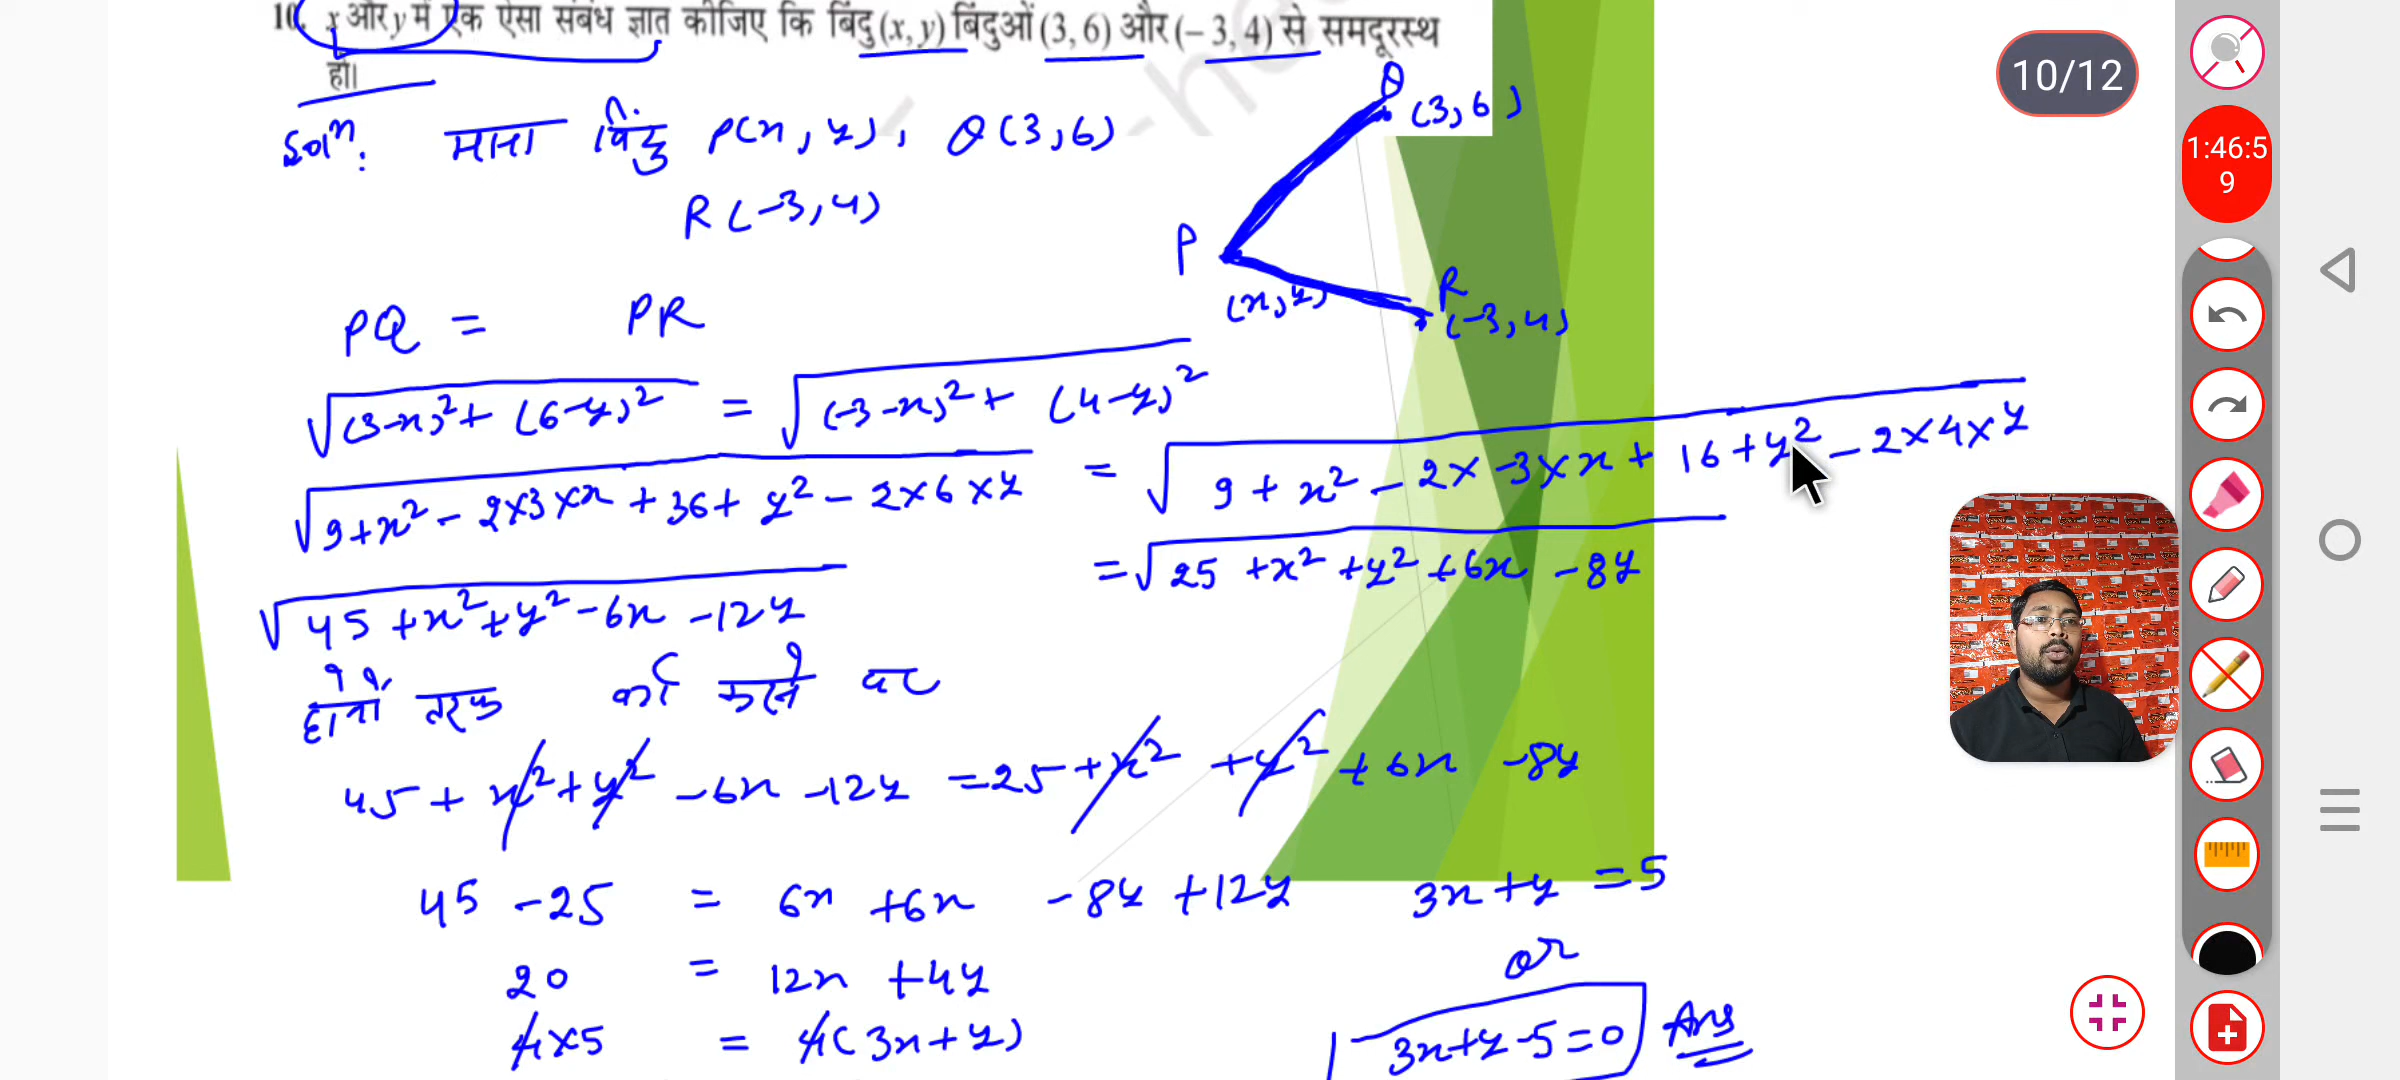 10. x और y में एक ऐसा संबंध ज्ञात कीजिए कि बिंदु (x, y) बिंदुओं (3, 6) और (– 3, 4) से समदूरस्थ
हो।
Solⁿ: माना बिंदु P(x, y), Q(3,6)
R(-3,4)
Q
(3,6)
P
(x,y)
R
(-3,4)
PQ = PR
√(3-x)²+(6-y)² = √(-3-x)²+(4-y)²
√9+x²-2×3×x+36+y²-2×6×y = √9+x²-2×-3×x+16+y²-2×4×y
√45+x²+y²-6x-12y = √25+x²+y²+6x-8y
दोनों तरफ वर्ग करने पर
45+x²+y²-6x-12y = 25+x²+y²+6x-8y
45-25 = 6x+6x-8y+12y
20 = 12x+4y
4×5 = 4(3x+y)
3x+y=5
or
3x+y-5=0 Ans
10/12
1:46:5
9